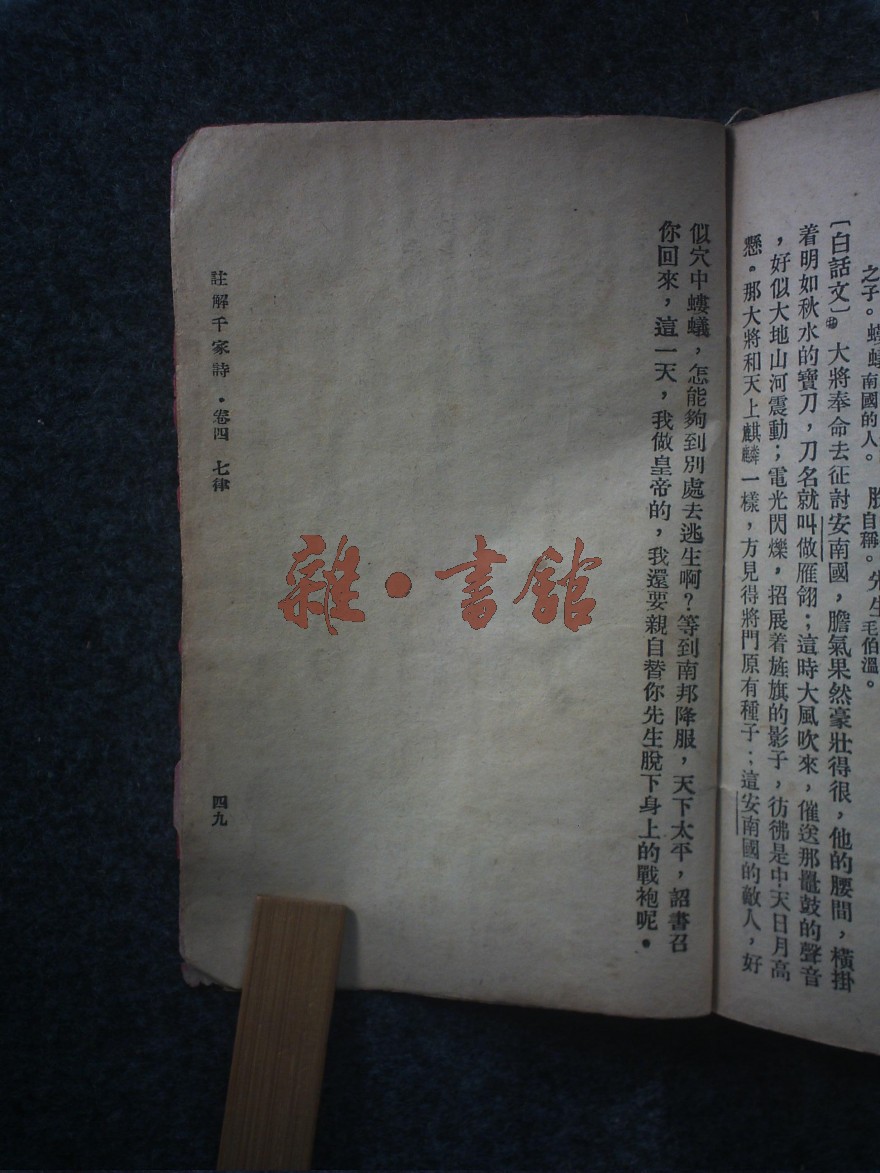 之子。螻蟻南國的人。朕自稱。先生毛伯溫。
〔白話文〕大將奉命去征討安南國，膽氣果然豪壯得很，他的腰間，橫掛
着明如秋水的寶刀，刀名就叫做雁翎；這時大風吹來，催送那鼉鼓的聲音
，好似大地山河震動；電光閃爍，招展着旌旗的影子，彷彿是中天日月高
懸。那大將和天上麒麟一樣，方見得將門原有種子；這安南國的敵人，好
似穴中螻蟻，怎能夠到別處去逃生啊？等到南邦降服，天下太平，詔書召
你回來，這一天，我做皇帝的，我還要親自替你先生脫下身上的戰袍呢。
註解千家詩．卷四 七律
四九
雜·書館